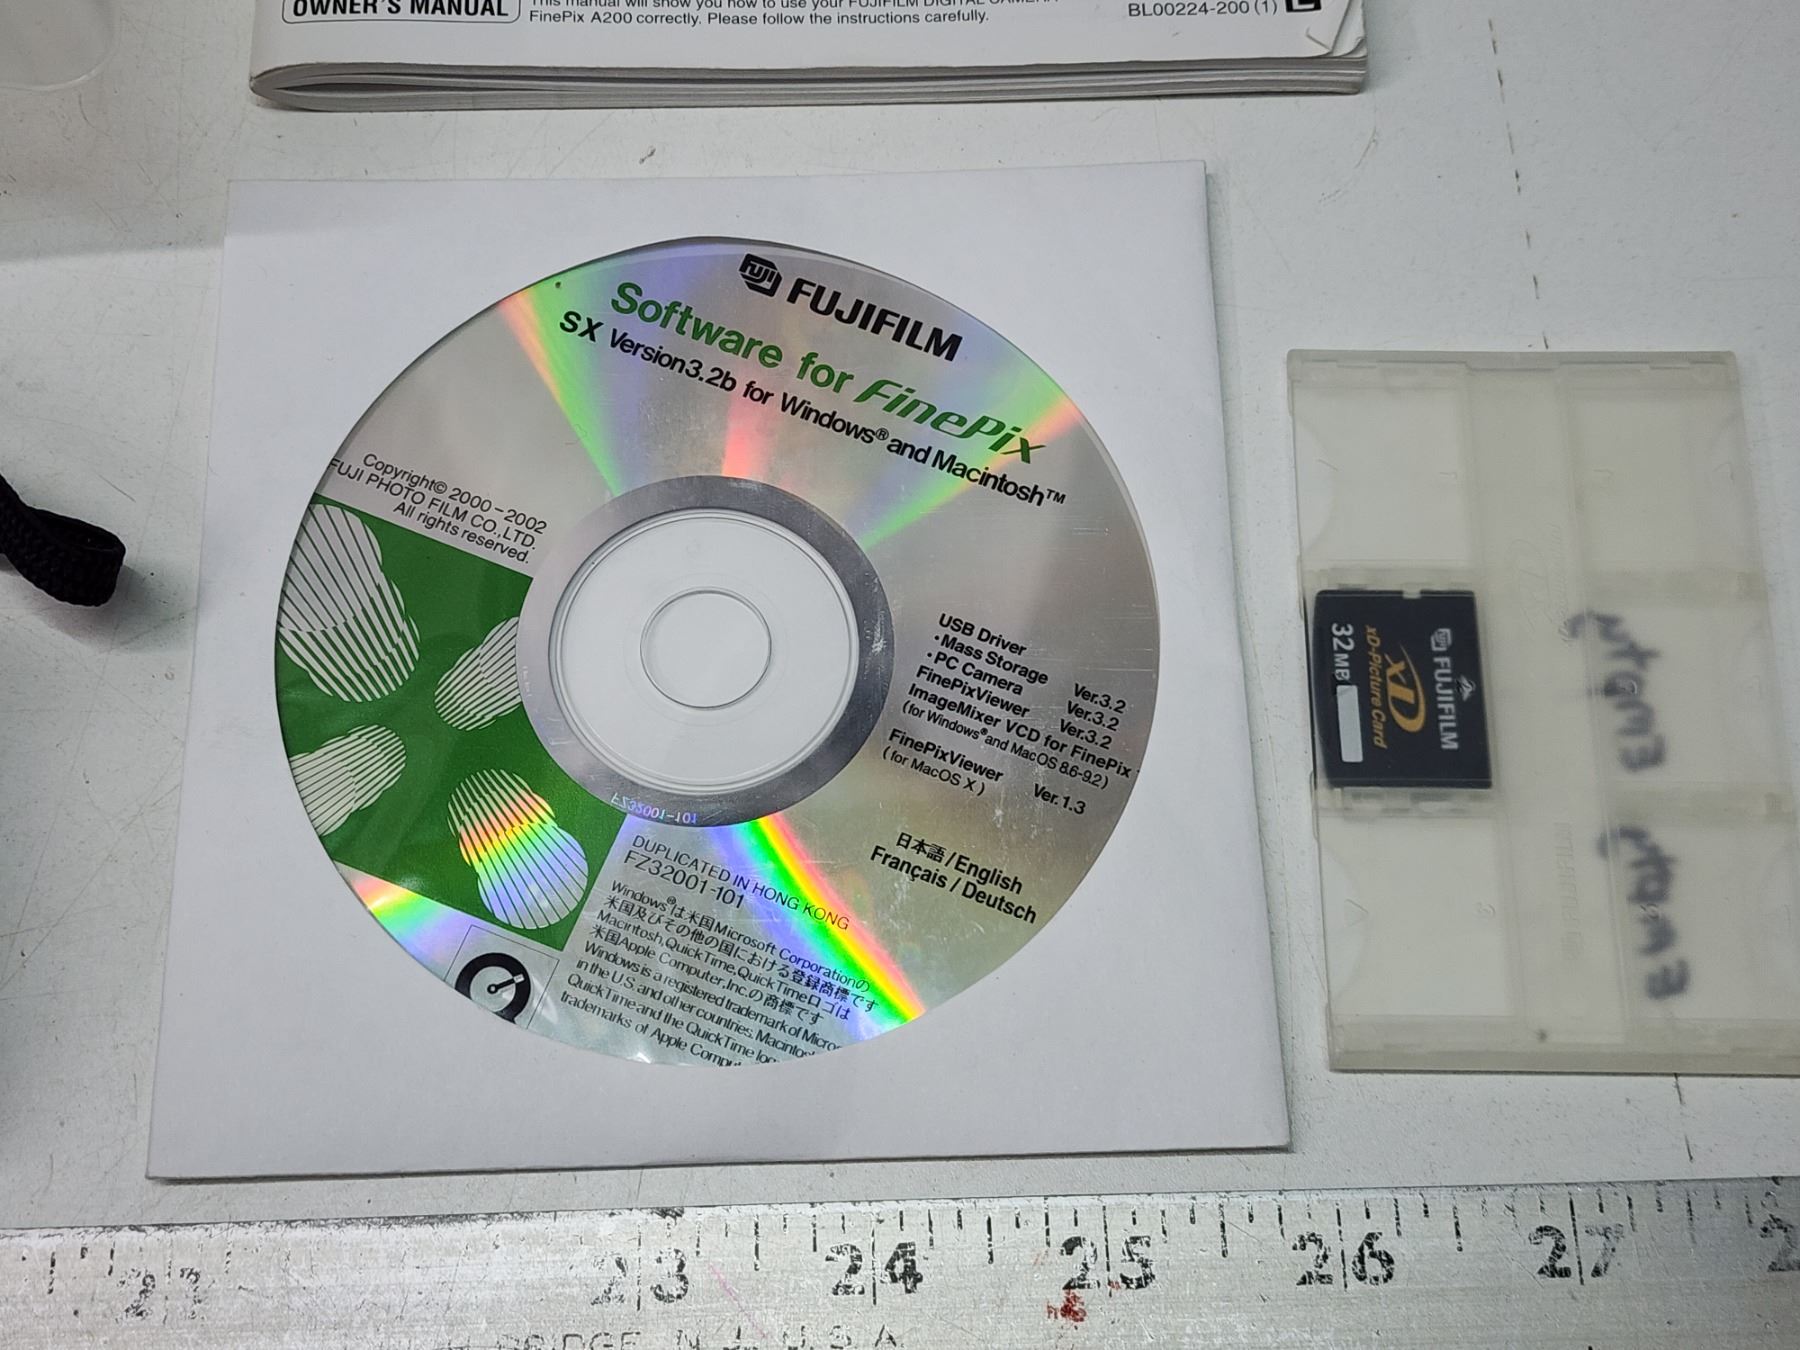 OWNER'S MANUAL
This manual will show you how to use your FUJIFILM DIGITAL CAMERA
FinePix A200 correctly. Please follow the instructions carefully.
BL00224-200 (1) E
FUJI FUJIFILM
Software for FinePix
SX Version3.2b for Windows® and Macintosh™
Copyright© 2000-2002
FUJI PHOTO FILM CO.,LTD.
All rights reserved.
USB Driver
・Mass Storage Ver.3.2
・PC Camera Ver.3.2
FinePixViewer Ver.3.2
ImageMixer VCD for FinePix
(for Windows® and MacOS 8.6-9.2)
FinePixViewer Ver.1.3
(for MacOS X)
日本語/English
Français/Deutsch
FZ32001-101
DUPLICATED IN HONG KONG
FZ32001-101
Windows®は米国Microsoft Corporationの
米国及びその他の国における登録商標です
Macintosh,QuickTime,QuickTimeロゴは
米国Apple Computer,Inc.の商標です
Windows is a registered trademark of Micro
in the U.S. and other countries. Macintosh
QuickTime and the QuickTime lo
trademarks of Apple Comp
FUJI FUJIFILM
xD
xD-Picture Card
32MB
EMPTY
EMPTY
23 24 25 26 27
BRIDGE N.J. U.S.A.